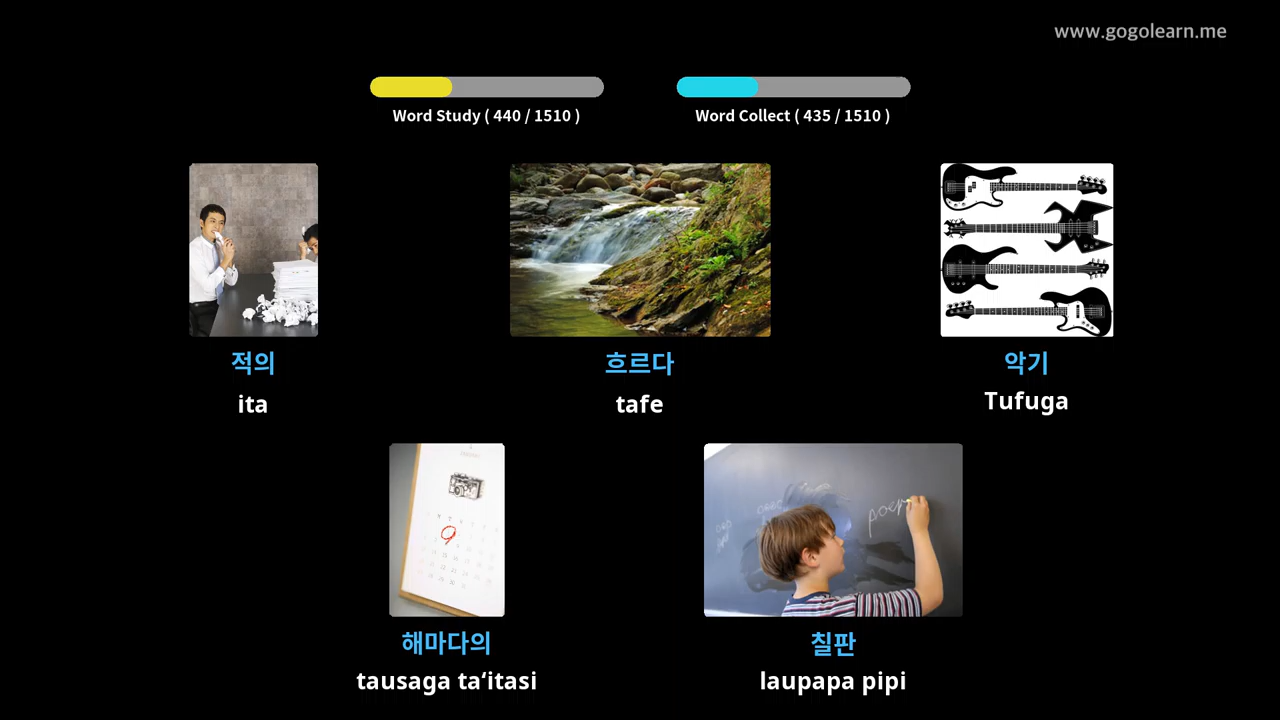 www.gogolearn.me
Word Study ( 440 / 1510 )
Word Collect ( 435 / 1510 )
적의
ita
흐르다
tafe
악기
Tufuga
poem
해마다의
tausaga ta‘itasi
칠판
laupapa pipi